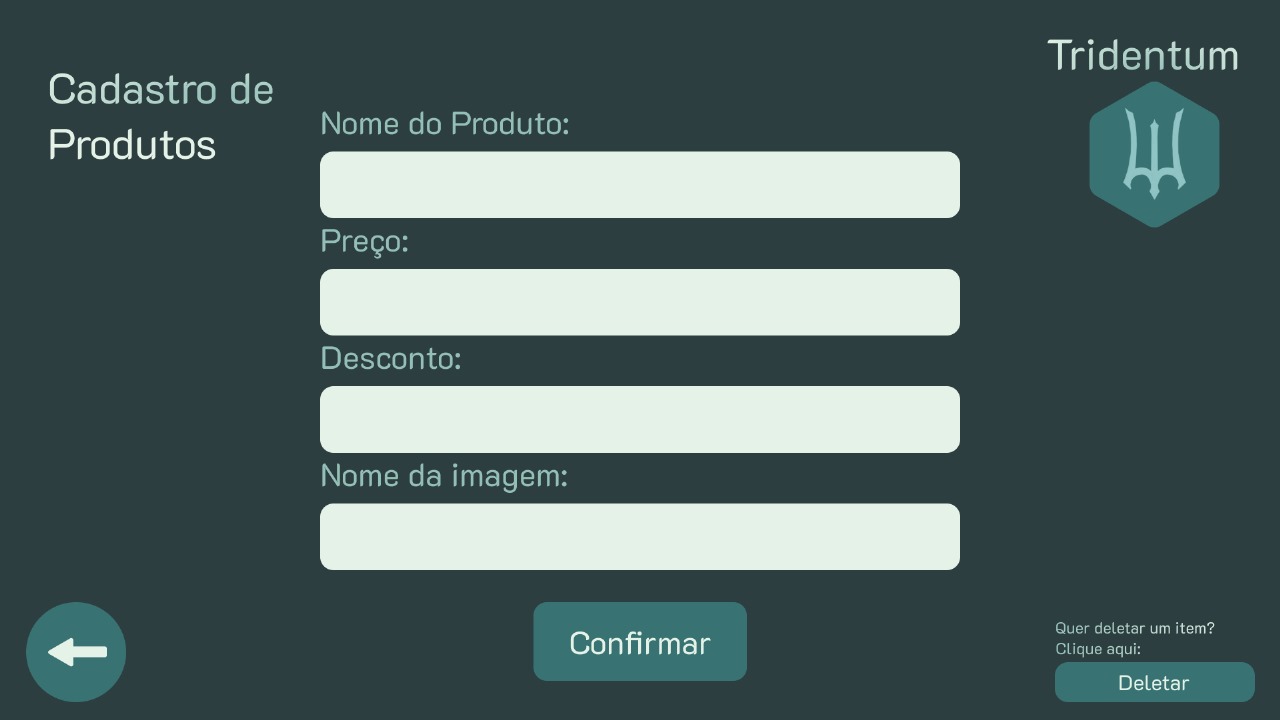 Cadastro de
Produtos
Tridentum
Nome do Produto:
Preço:
Desconto:
Nome da imagem:
Confirmar
Quer deletar um item?
Clique aqui:
Deletar